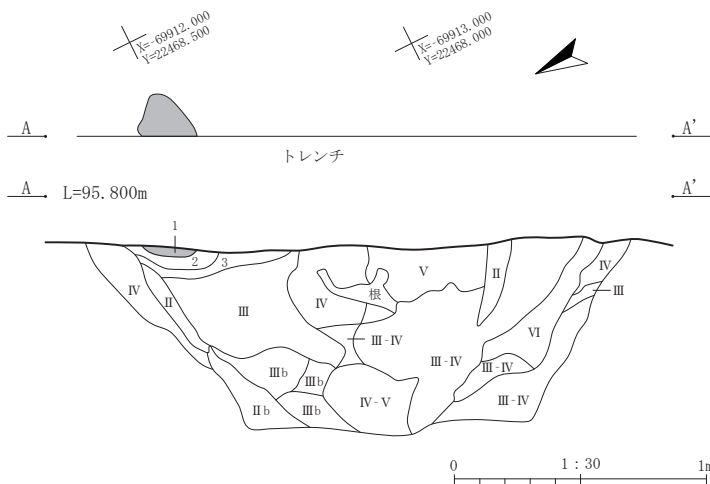 X=-69912.000
Y=22468.500
X=-69913.000
Y=22468.000
A
A'
トレンチ
A
L=95.800m
A'
1
2
3
Ⅳ
Ⅱ
Ⅲ
Ⅳ
根
Ⅴ
Ⅱ
Ⅳ
Ⅲ
Ⅵ
Ⅲ-Ⅳ
Ⅲb
Ⅲb
Ⅲ-Ⅳ
Ⅲ-Ⅳ
Ⅱb
Ⅲb
Ⅳ-Ⅴ
Ⅲ-Ⅳ
0
1:30
1m